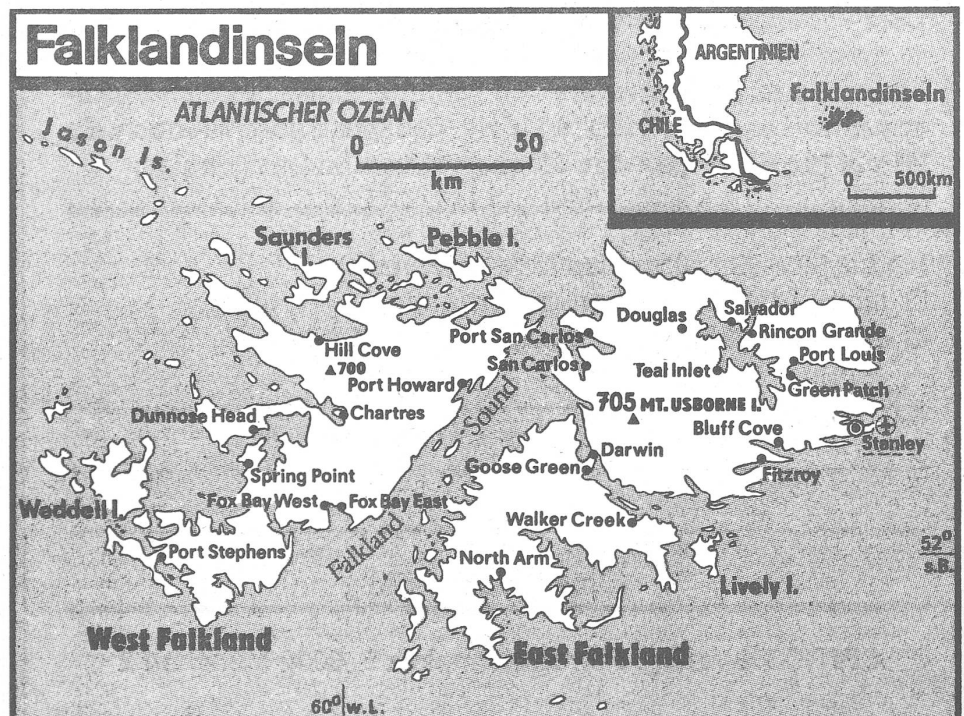 Falklandinseln
ATLANTISCHER OZEAN
0 50
km
Jason Is.
ARGENTINIEN
Falklandinseln
CHILE
0 500km
Saunders
I.
Pebble I.
Hill Cove
▲700
Port Howard
Chartres
Dunnose Head
Spring Point
Fox Bay West
Fox Bay East
Weddell I.
Port Stephens
West Falkland
Falkland Sound
Port San Carlos
San Carlos
Douglas
Salvador
Rincon Grande
Port Louis
Teal Inlet
Green Patch
705 MT. USBORNE I.
Bluff Cove
Stanley
Darwin
Goose Green
Fitzroy
Walker Creek
North Arm
Lively I.
East Falkland
52°
s.B.
60° w.L.